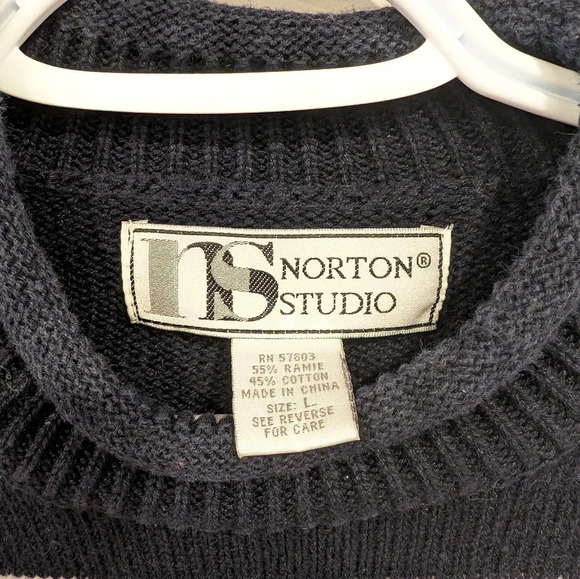 ns NORTON®
STUDIO
RN 57803
55% RAMIE
45% COTTON
MADE IN CHINA
SIZE: L
SEE REVERSE
FOR CARE